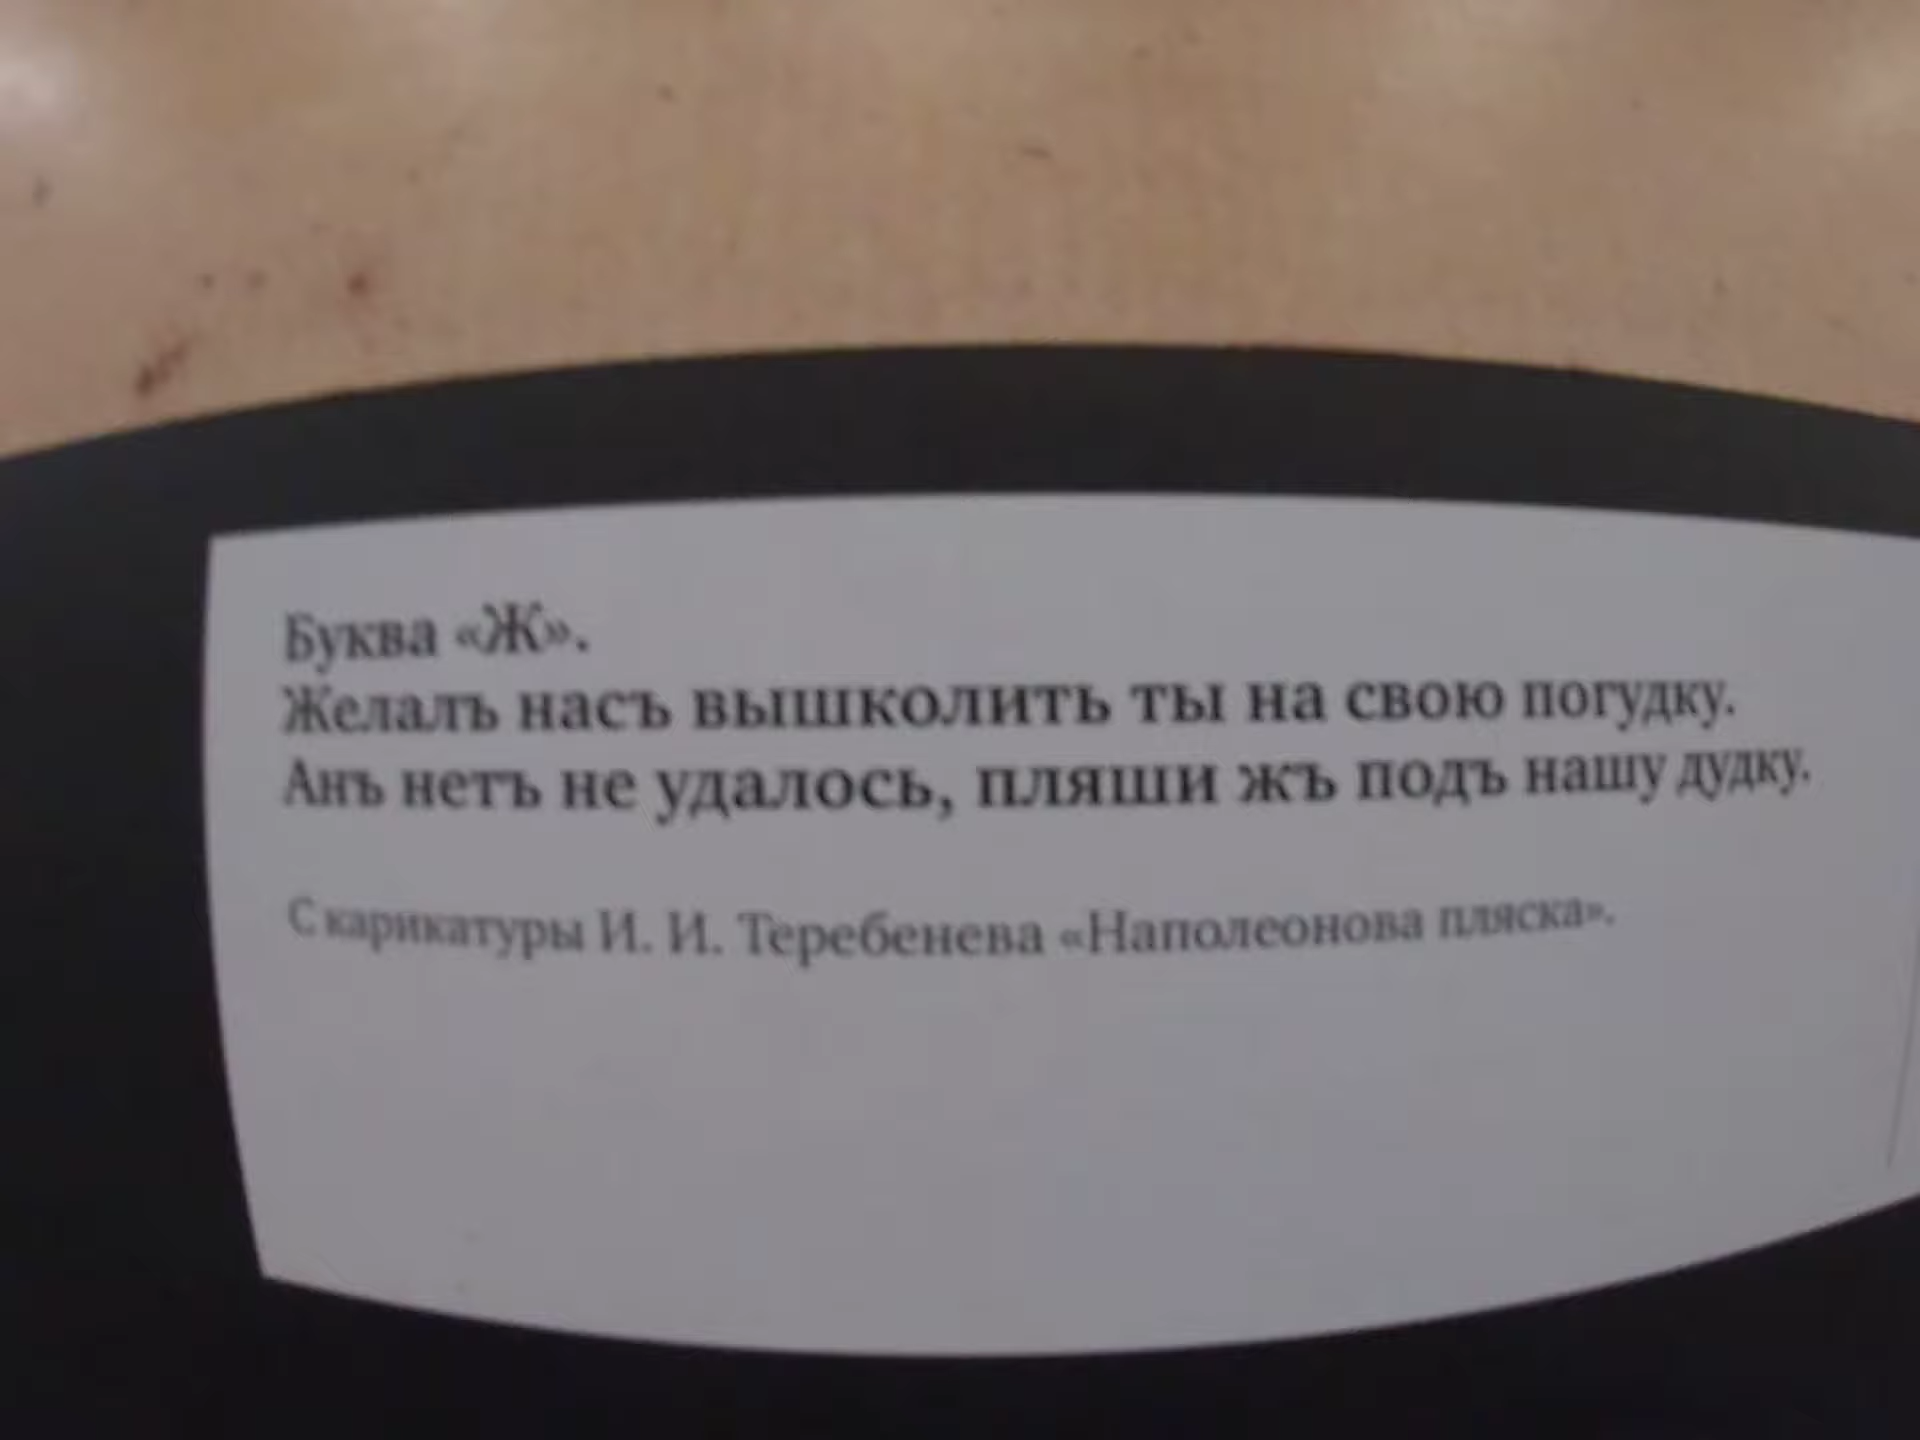 Буква «Ж».
Желалъ насъ вышколить ты на свою погудку.
Анъ нетъ не удалось, пляши жъ подъ нашу дудку.
С карикатуры И. И. Теребенева «Наполеонова пляска».